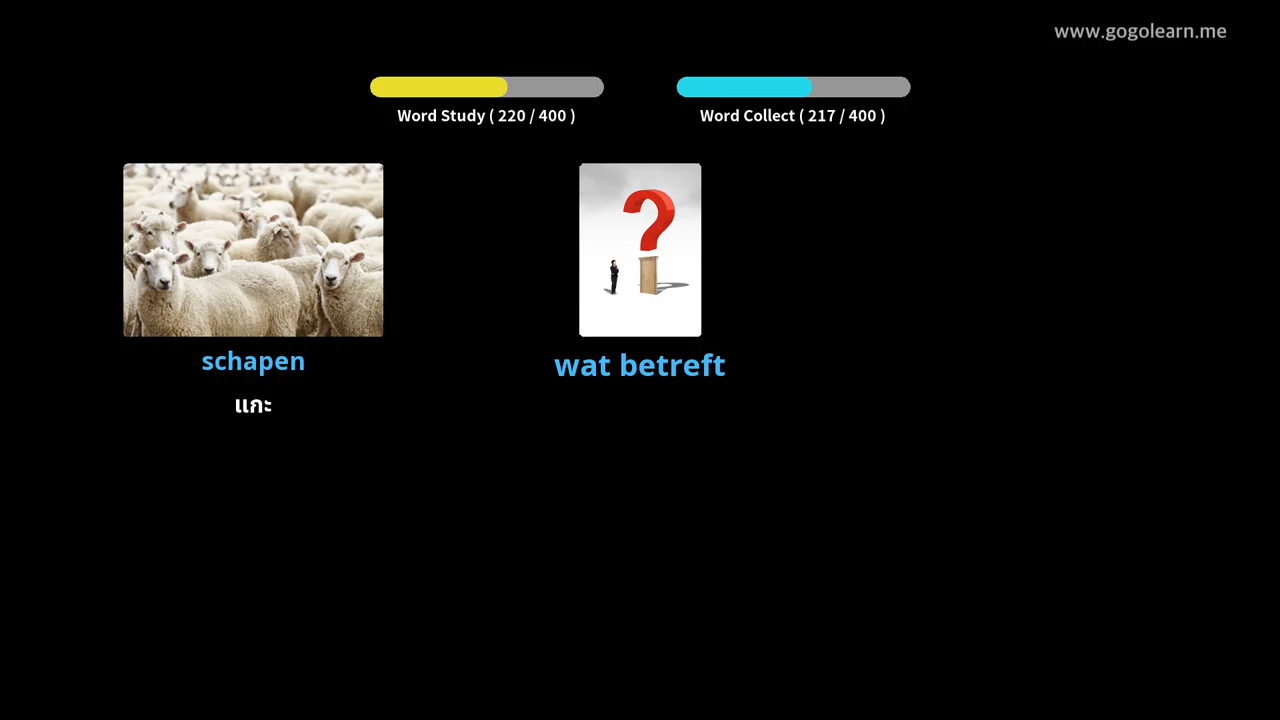 www.gogolearn.me
Word Study ( 220 / 400 )
Word Collect ( 217 / 400 )
schapen
แกะ
wat betreft